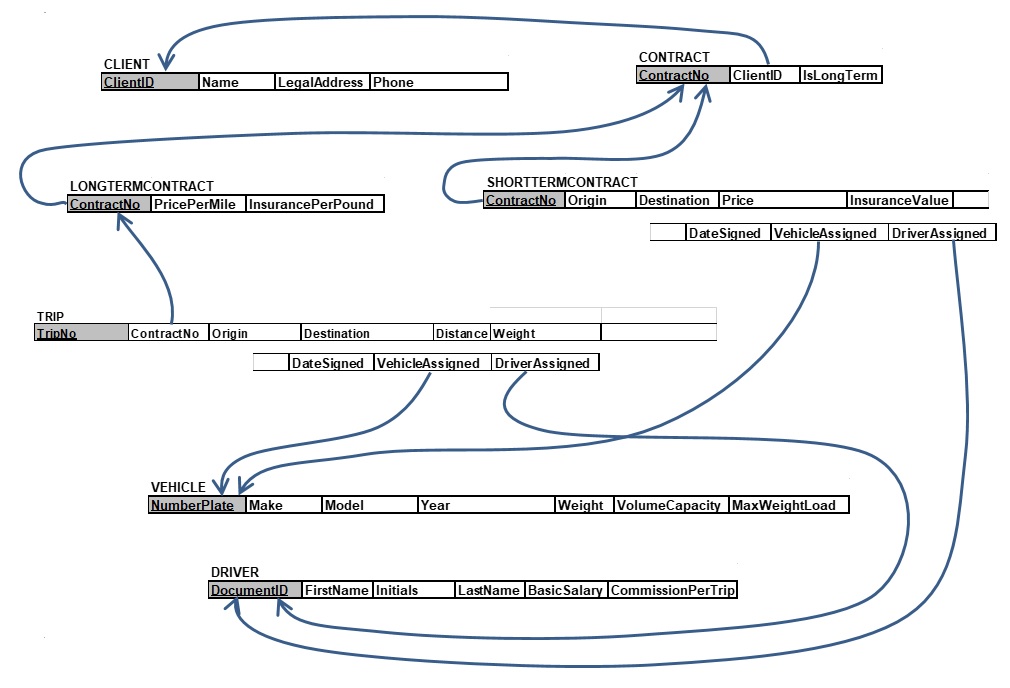 CLIENT
ClientID Name LegalAddress Phone
CONTRACT
ContractNo ClientID IsLongTerm
LONGTERMCONTRACT
ContractNo PricePerMile InsurancePerPound
SHORTTERMCONTRACT
ContractNo Origin Destination Price InsuranceValue
DateSigned VehicleAssigned DriverAssigned
TRIP
TripNo ContractNo Origin Destination Distance Weight
DateSigned VehicleAssigned DriverAssigned
VEHICLE
NumberPlate Make Model Year Weight VolumeCapacity MaxWeightLoad
DRIVER
DocumentID FirstName Initials LastName BasicSalary CommissionPerTrip